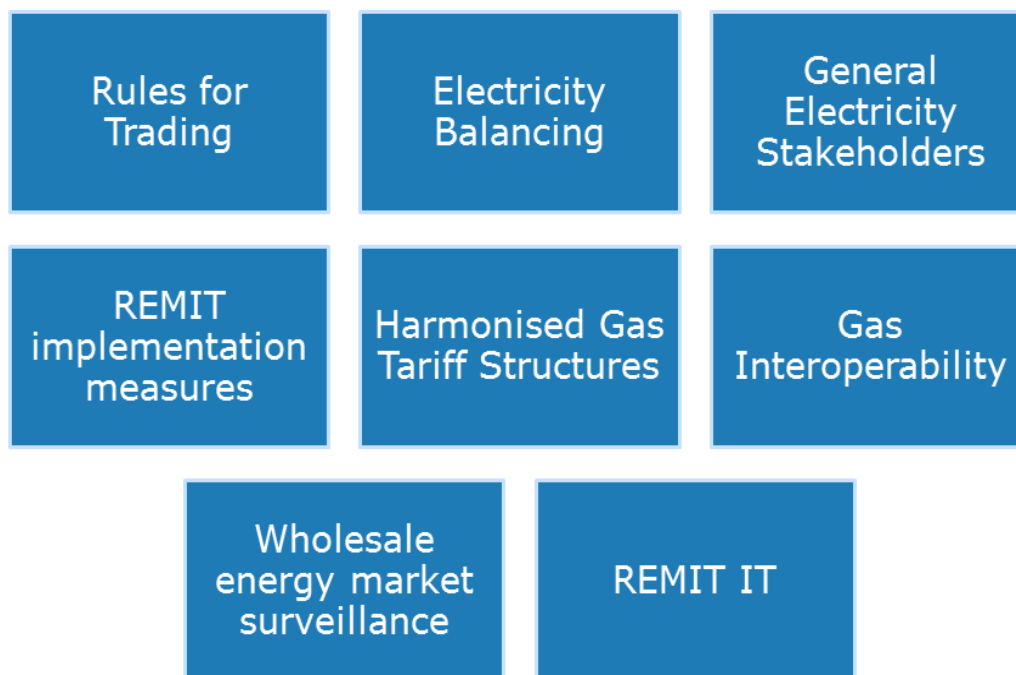 Rules for
Trading
Electricity
Balancing
General
Electricity
Stakeholders
REMIT
implementation
measures
Harmonised Gas
Tariff Structures
Gas
Interoperability
Wholesale
energy market
surveillance
REMIT IT